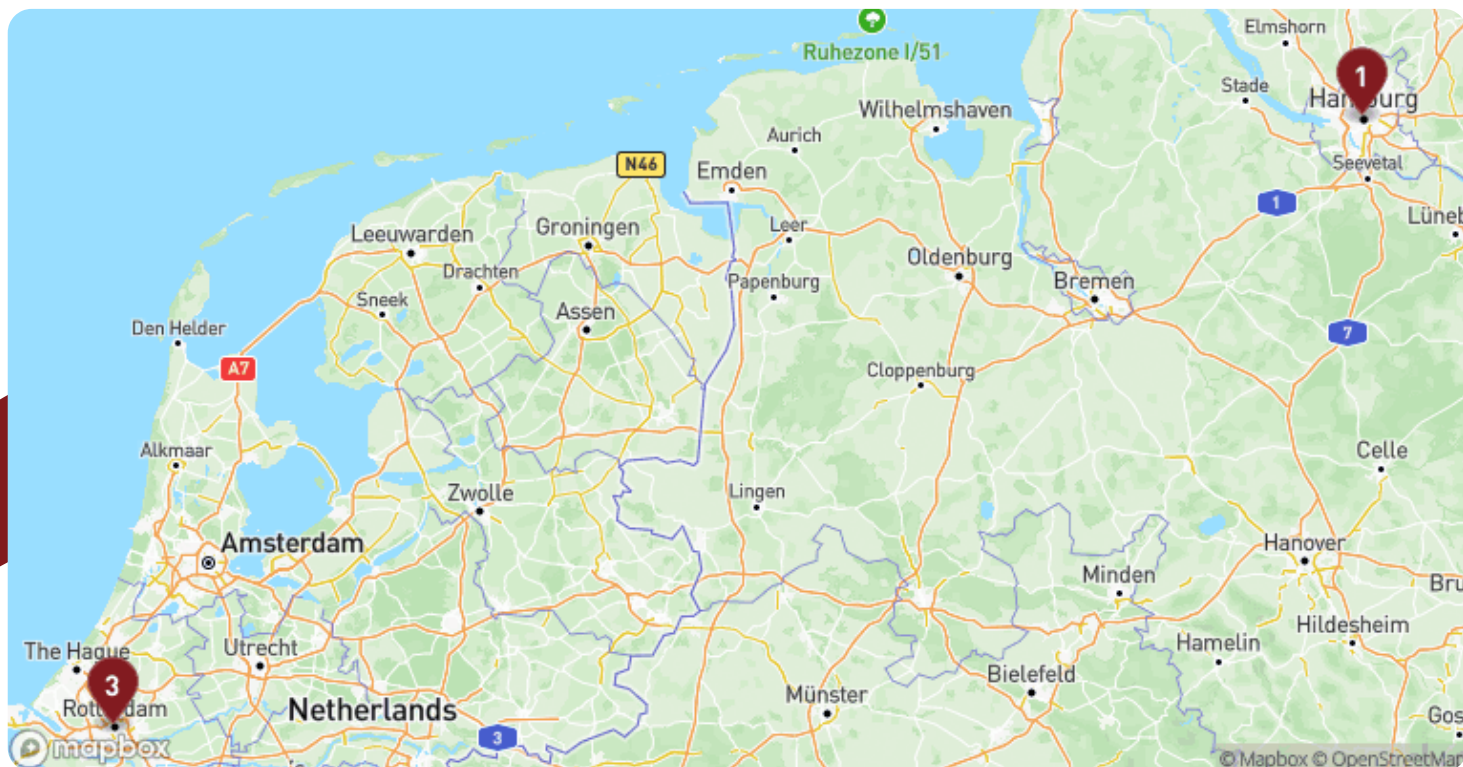 Elmshorn
Ruhezone I/51
1
Stade
Hamburg
Wilhelmshaven
Aurich
N46
Emden
Seevetal
1
Leer
Groningen
Leeuwarden
Drachten
Oldenburg
Papenburg
Bremen
Sneek
Assen
Den Helder
7
A7
Cloppenburg
Alkmaar
Celle
Zwolle
Lingen
Amsterdam
Hanover
Minden
Bru
Utrecht
The Hague
Hamelin
Hildesheim
3
Rotterdam
Netherlands
Bielefeld
Münster
Gos
3
mapbox
© Mapbox © OpenStreetMap